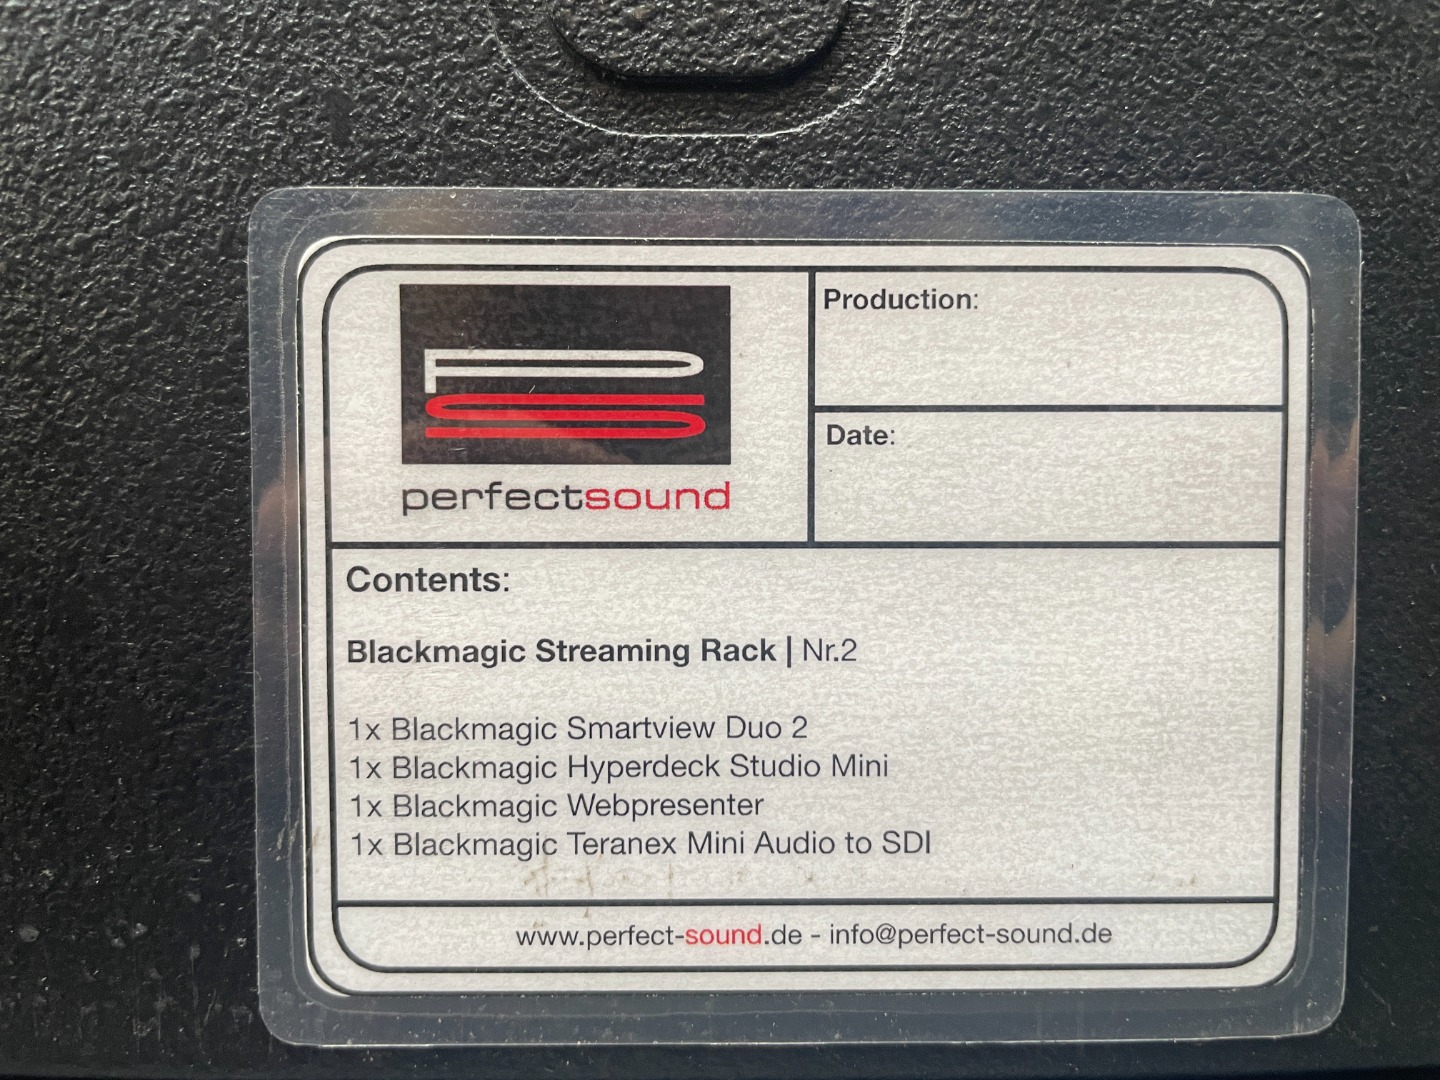 PS
perfectsound
Production:
Date:
Contents:
Blackmagic Streaming Rack | Nr.2
1x Blackmagic Smartview Duo 2
1x Blackmagic Hyperdeck Studio Mini
1x Blackmagic Webpresenter
1x Blackmagic Teranex Mini Audio to SDI
www.perfect-sound.de - info@perfect-sound.de